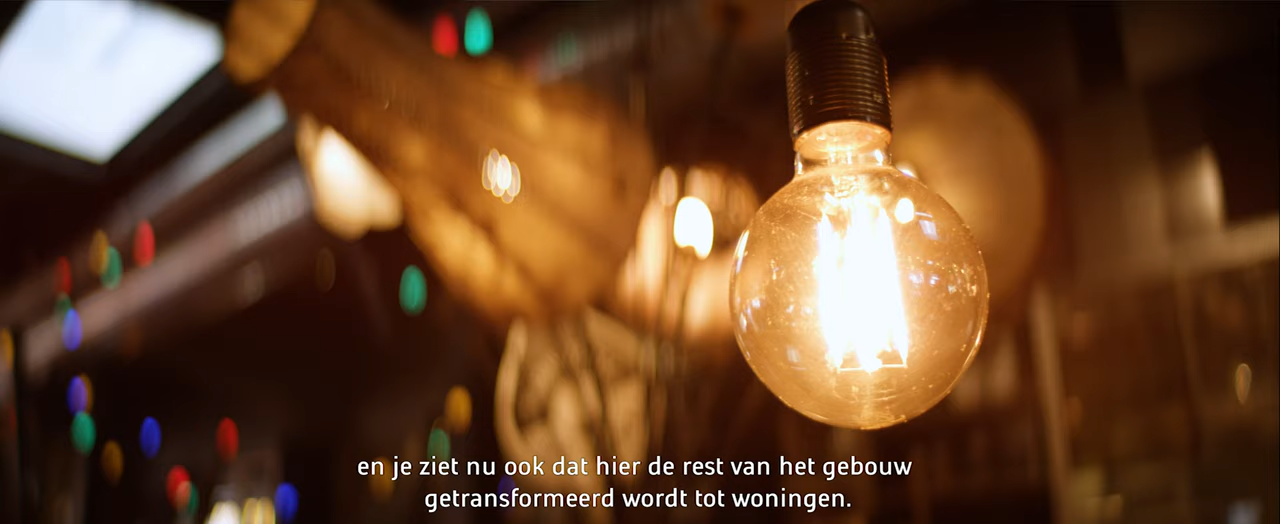 en je ziet nu ook dat hier de rest van het gebouw
getransformeerd wordt tot woningen.